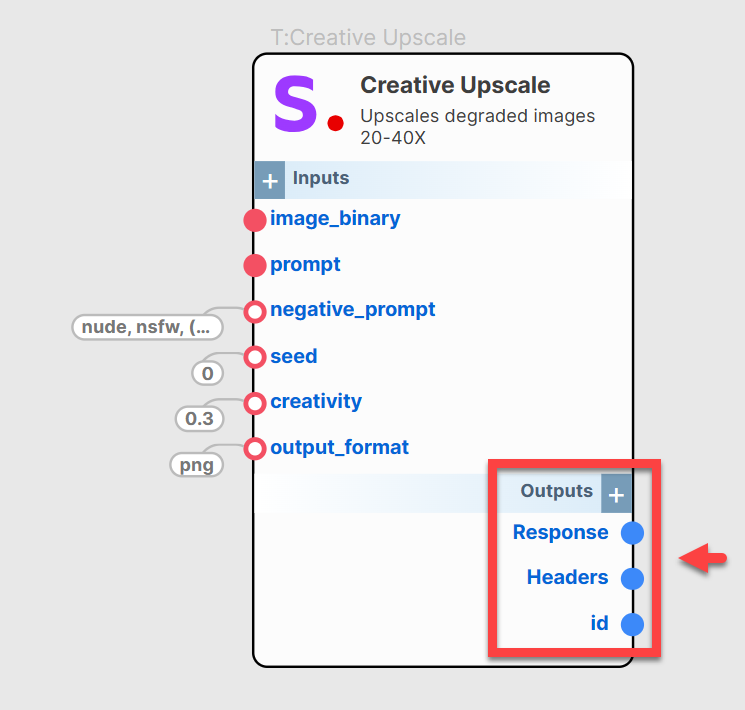 T:Creative Upscale
S.
Creative Upscale
Upscales degraded images
20-40X
+ Inputs
image_binary
prompt
nude, nsfw, (...
negative_prompt
0
seed
0.3
creativity
png
output_format
Outputs +
Response
Headers
id